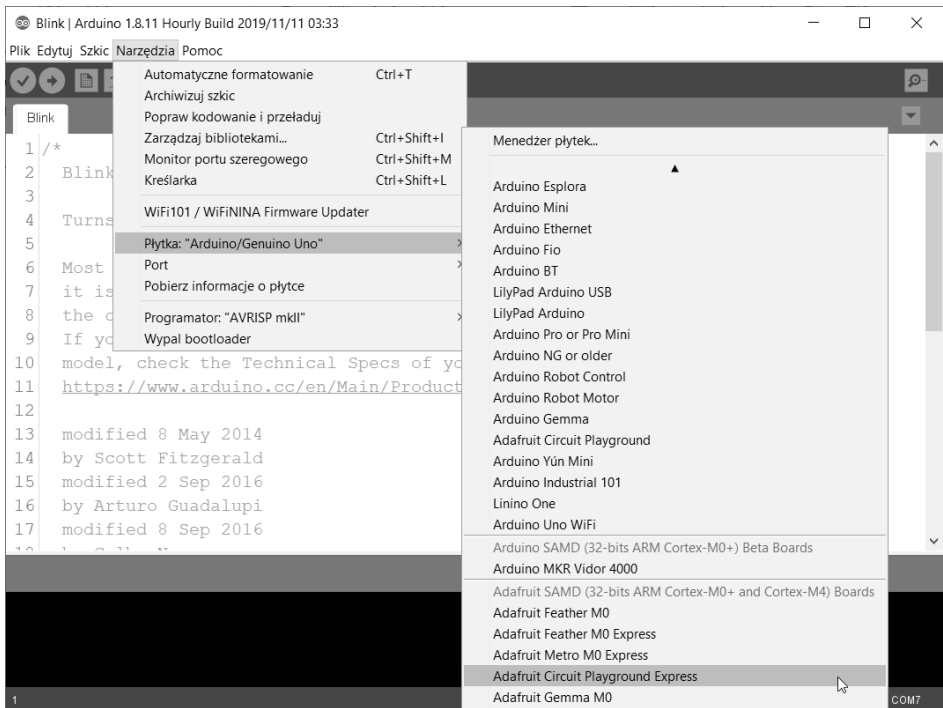 Blink | Arduino 1.8.11 Hourly Build 2019/11/11 03:33
Plik Edytuj Szkic Narzędzia Pomoc
Automatyczne formatowanie Ctrl+T
Archiwizuj szkic
Popraw kodowanie i przeładuj
Zarządzaj bibliotekami... Ctrl+Shift+I
Monitor portu szeregowego Ctrl+Shift+M
Kreślarka Ctrl+Shift+L
WiFi101 / WiFiNINA Firmware Updater
Płytka: "Arduino/Genuino Uno"
Port
Pobierz informacje o płytce
Programator: "AVRISP mkII"
Wypal bootloader
Menedżer płytek...
Arduino Esplora
Arduino Mini
Arduino Ethernet
Arduino Fio
Arduino BT
LilyPad Arduino USB
LilyPad Arduino
Arduino Pro or Pro Mini
Arduino NG or older
Arduino Robot Control
Arduino Robot Motor
Arduino Gemma
Adafruit Circuit Playground
Arduino Yún Mini
Arduino Industrial 101
Linino One
Arduino Uno WiFi
Arduino SAMD (32-bits ARM Cortex-M0+) Beta Boards
Arduino MKR Vidor 4000
Adafruit SAMD (32-bits ARM Cortex-M0+ and Cortex-M4) Boards
Adafruit Feather M0
Adafruit Feather M0 Express
Adafruit Metro M0 Express
Adafruit Circuit Playground Express
Adafruit Gemma M0
Blink
1 /*
2 Blink
3
4 Turns
5
6 Most
7 it is
8 the
9 If
10 model, check the Technical Specs of
11 https://www.arduino.cc/en/Main/Product
12
13 modified 8 May 2014
14 by Scott Fitzgerald
15 modified 2 Sep 2016
16 by Arturo Guadalupi
17 modified 8 Sep 2016
1 COM7